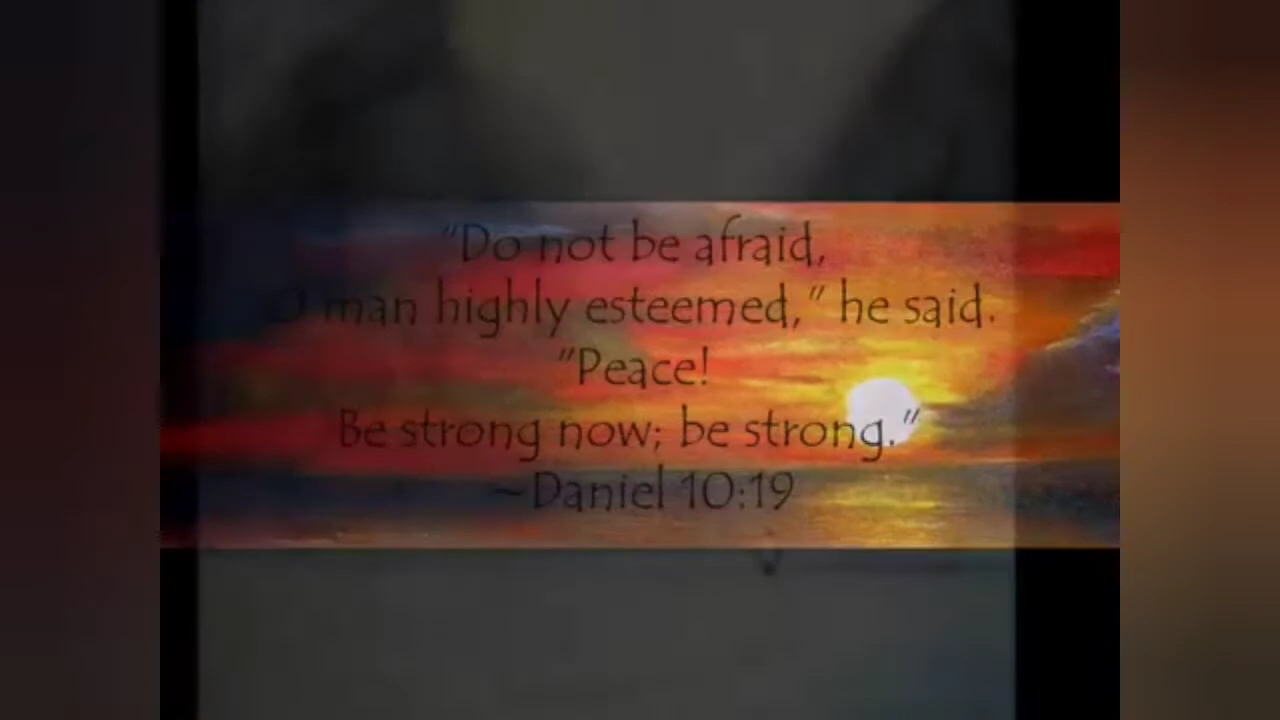 "Do not be afraid,
O man highly esteemed," he said.
"Peace!
Be strong now; be strong."
~Daniel 10:19